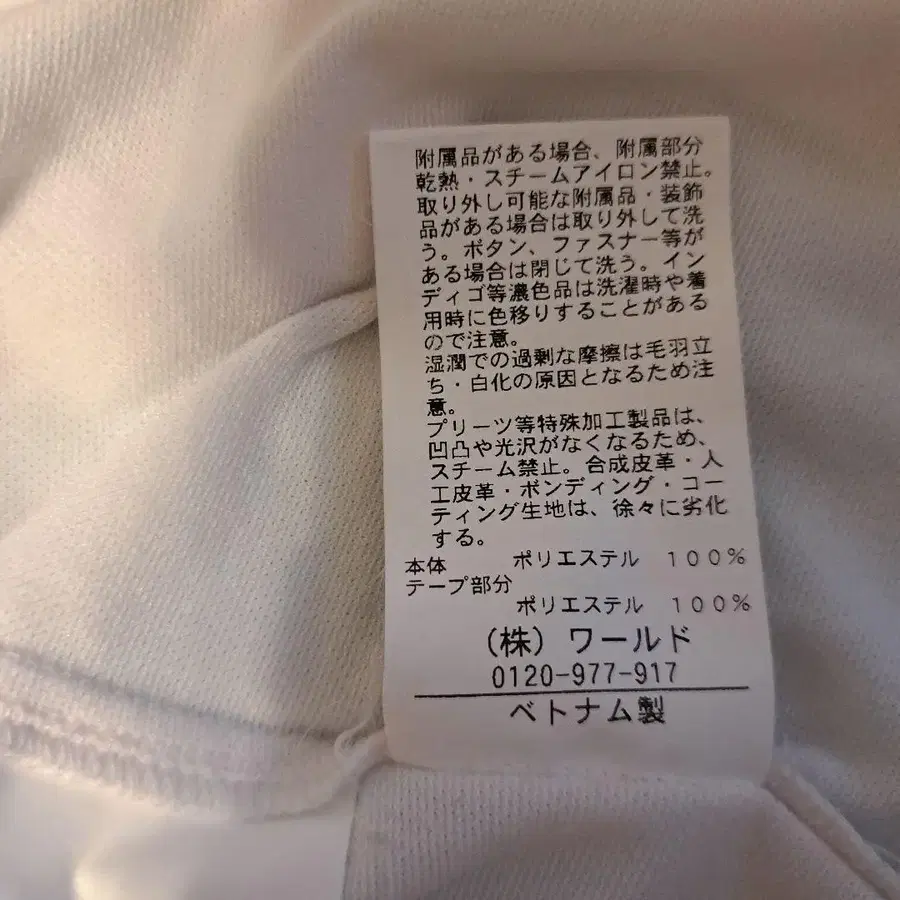 附属品がある場合、附属部分
乾熱・スチームアイロン禁止。
取り外し可能な附属品・装飾
品がある場合は取り外して洗
う。ボタン、ファスナー等が
ある場合は閉じて洗う。イン
ディゴ等濃色品は洗濯時や着
用時に色移りすることがある
ので注意。
湿潤での過剰な摩擦は毛羽立
ち・白化の原因となるため注
意。
プリーツ等特殊加工製品は、
凹凸や光沢がなくなるため、
スチーム禁止。合成皮革・人
工皮革・ボンディング・コー
ティング生地は、徐々に劣化
する。
本体 ポリエステル 100%
テープ部分
ポリエステル 100%
(株)ワールド
0120-977-917
ベトナム製